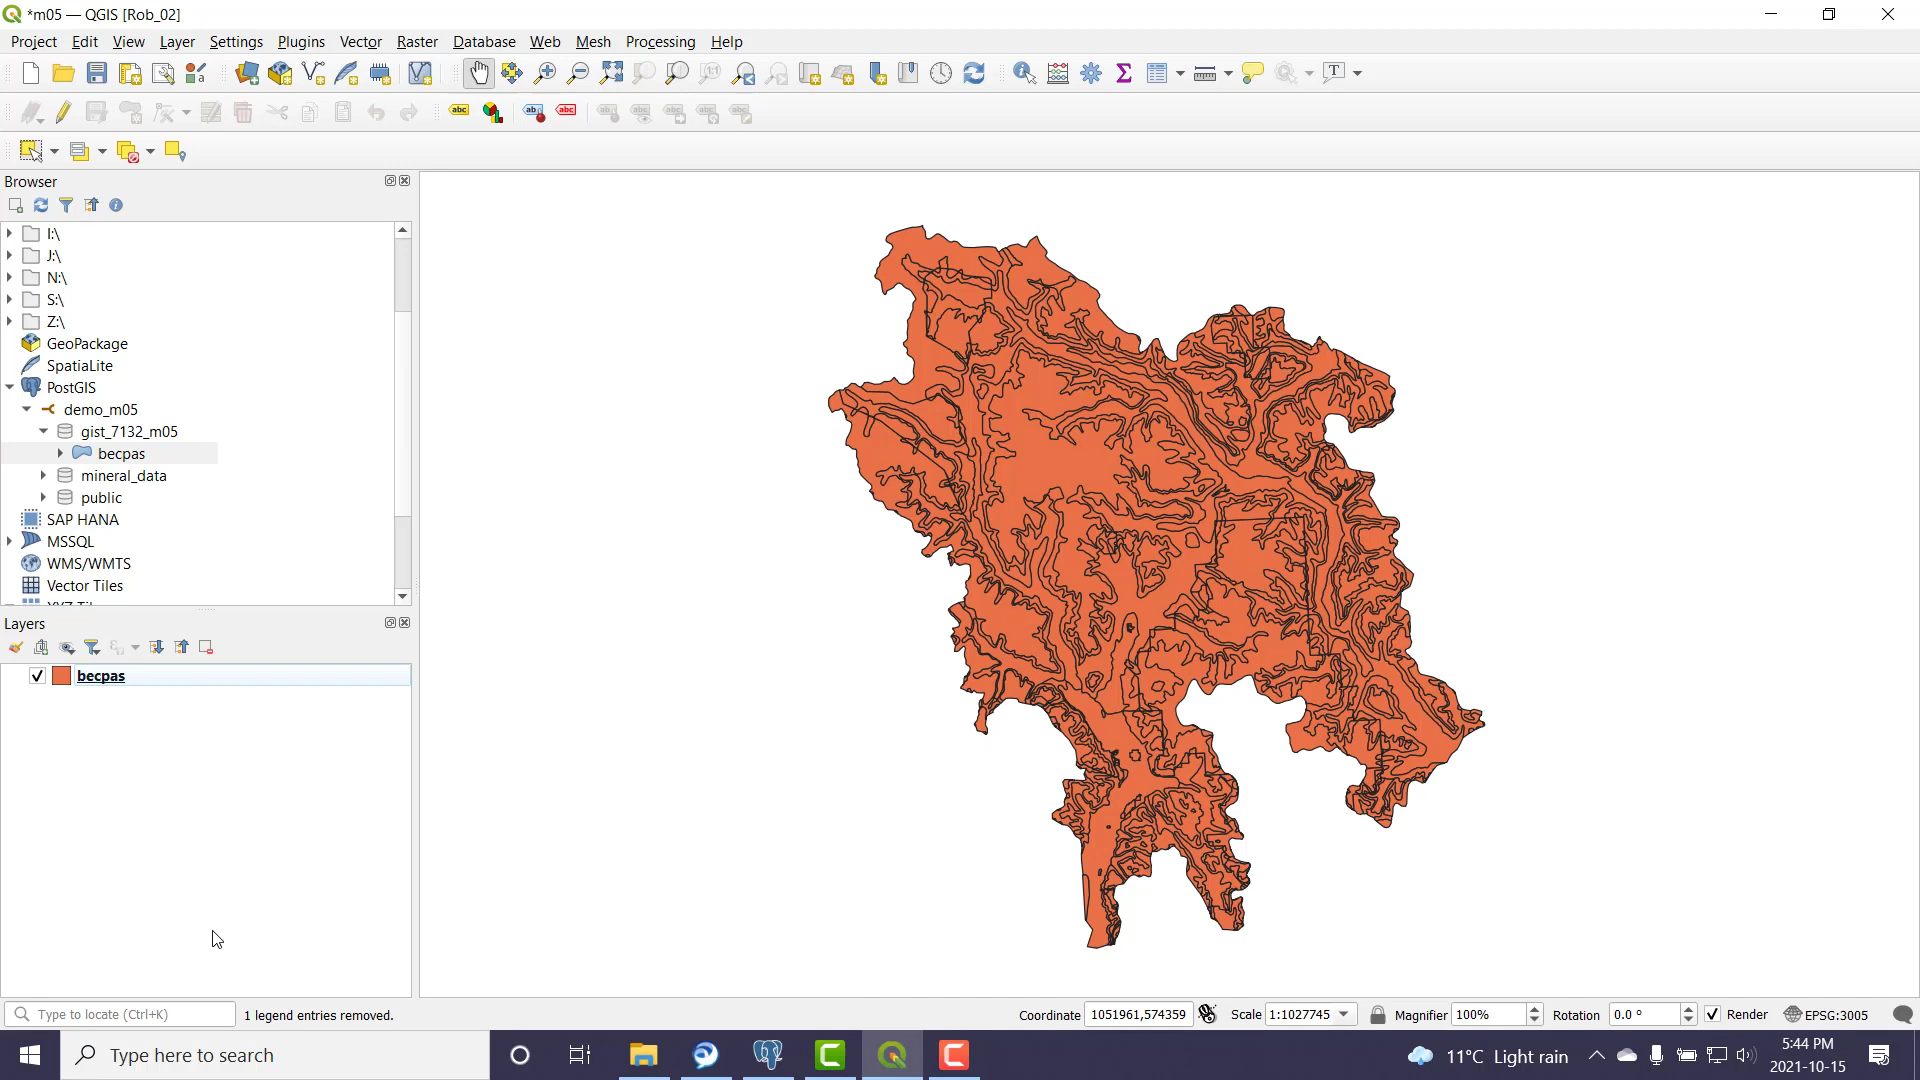 *m05 — QGIS [Rob_02]
Project Edit View Layer Settings Plugins Vector Raster Database Web Mesh Processing Help
Browser
I:\
J:\
N:\
S:\
Z:\
GeoPackage
SpatiaLite
PostGIS
demo_m05
gist_7132_m05
becpas
mineral_data
public
SAP HANA
MSSQL
WMS/WMTS
Vector Tiles
Layers
becpas
Type to locate (Ctrl+K) 1 legend entries removed. Coordinate 1051961,574359 Scale 1:1027745 Magnifier 100% Rotation 0.0 ° Render EPSG:3005
Type here to search 11°C Light rain 5:44 PM
2021-10-15